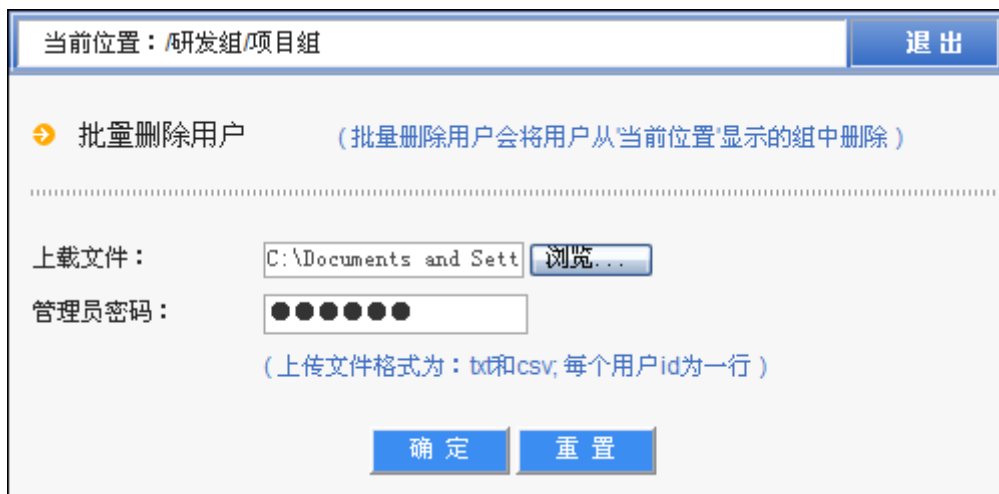 当前位置：/研发组/项目组
退出
批量删除用户
（批量删除用户会将用户从'当前位置'显示的组中删除）
上载文件：
C:\Documents and Sett
浏览...
管理员密码：
●●●●●●
（上传文件格式为：txt和csv; 每个用户id为一行）
确定
重置